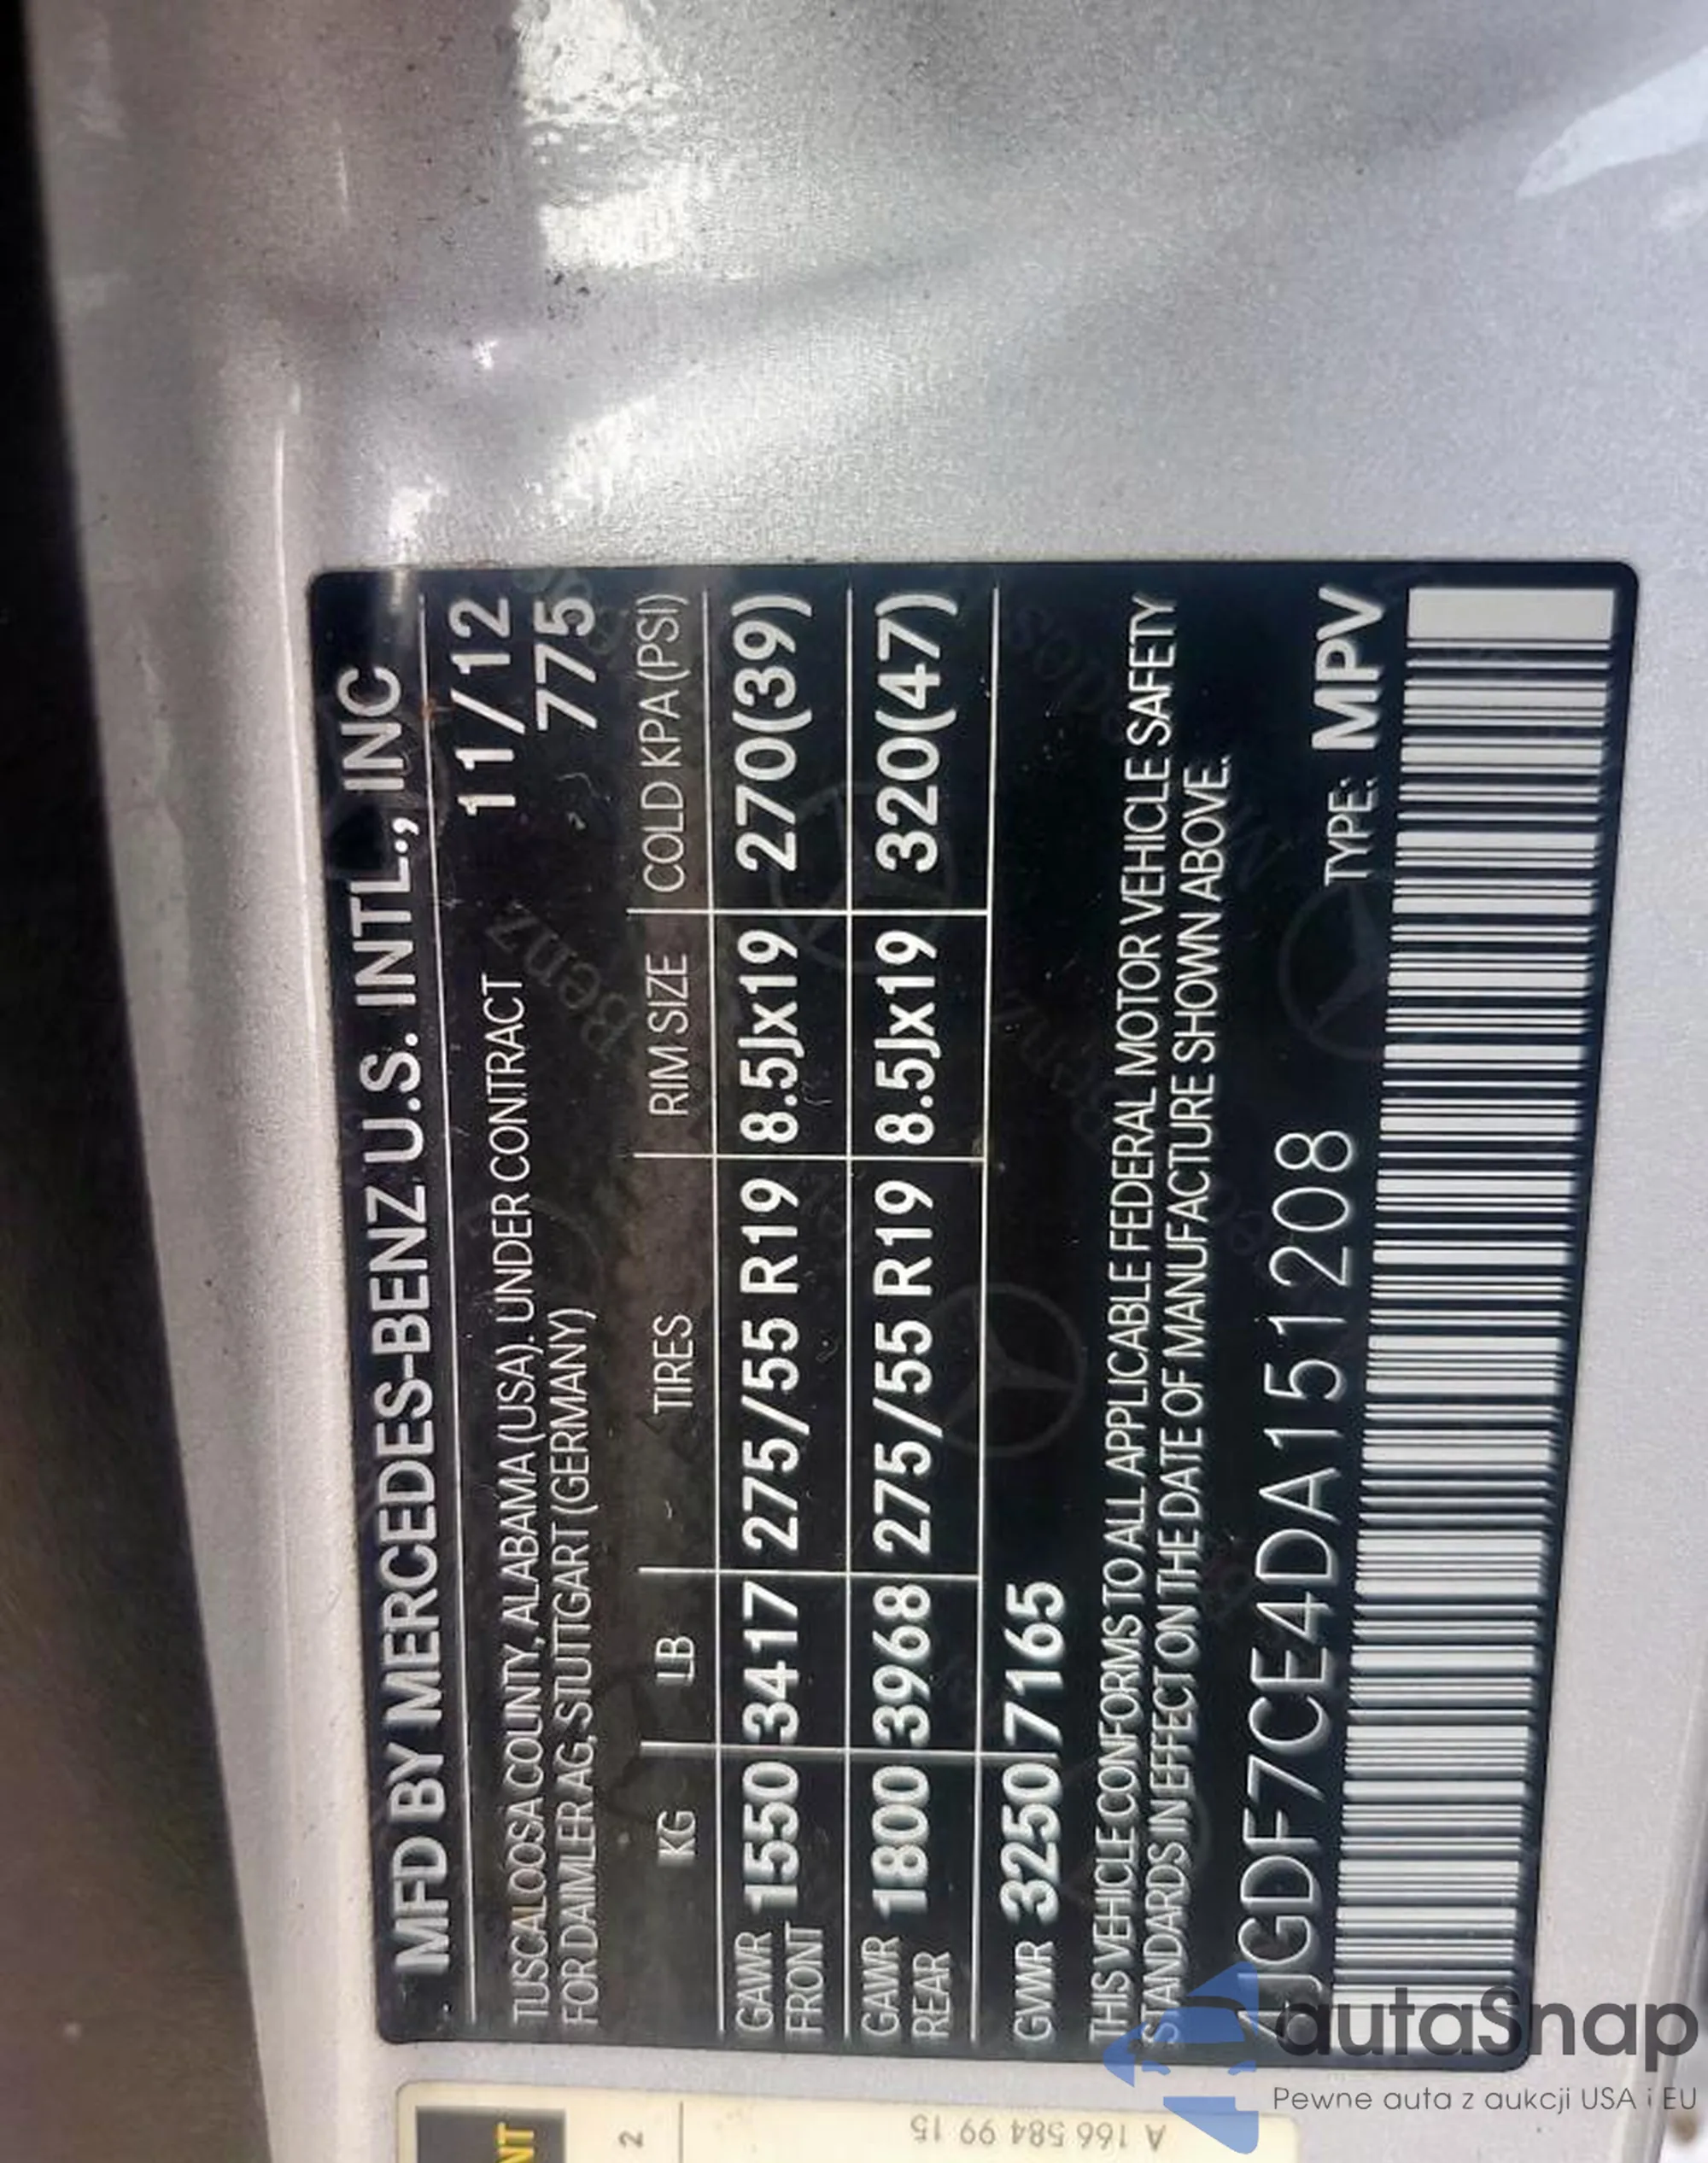 MFD BY MERCEDES-BENZ U.S. INTL., INC
TUSCALOOSA COUNTY, ALABAMA (USA). UNDER CONTRACT 11/12
FOR DAIMLER AG, STUTTGART (GERMANY) 775
KG LB TIRES RIM SIZE COLD KPA (PSI)
GAWR FRONT 1550 3417 275/55 R19 8.5Jx19 270(39)
GAWR REAR 1800 3968 275/55 R19 8.5Jx19 320(47)
GVWR 3250 7165
THIS VEHICLE CONFORMS TO ALL APPLICABLE FEDERAL MOTOR VEHICLE SAFETY
STANDARDS IN EFFECT ON THE DATE OF MANUFACTURE SHOWN ABOVE.
4JGDF7CE4DA151208 TYPE: MPV
2
A 166 584 99 15
autaSnap
Pewne auta z aukcji USA i EU